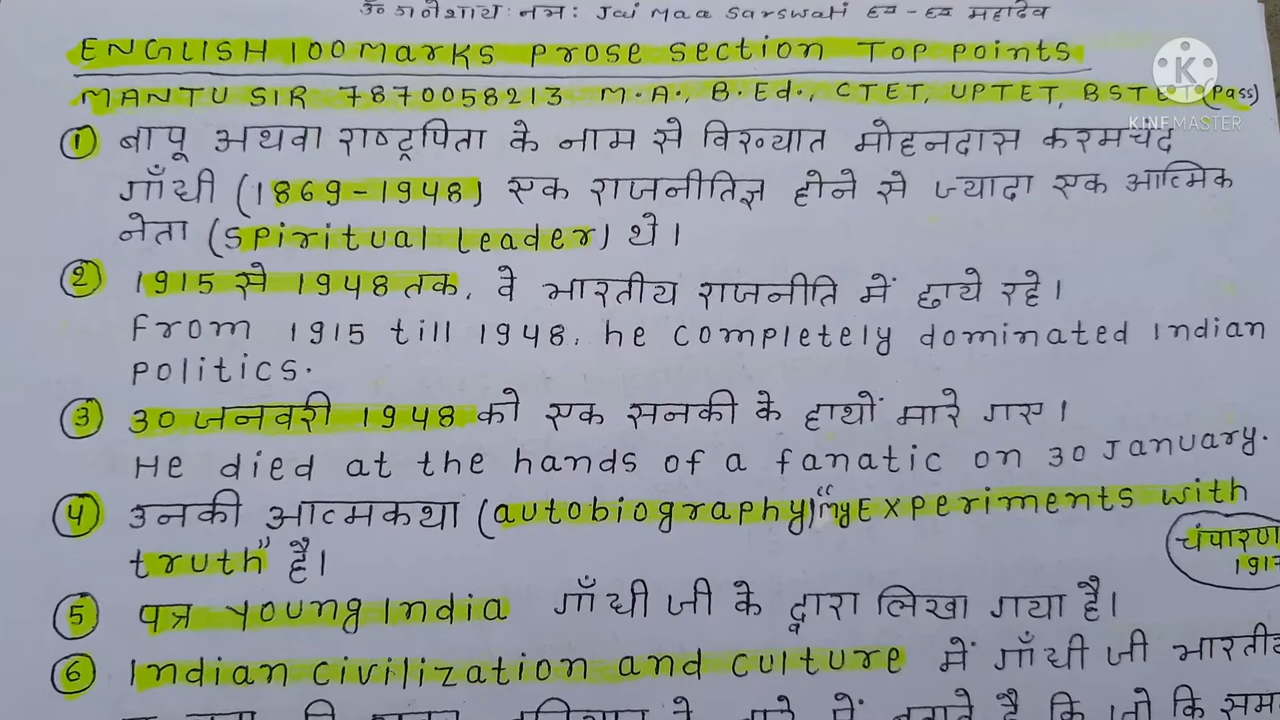 ॐ गनेशाय: नम: Jai Maa Sarswati हर - हर महादेव
ENGLISH 100 Marks Prose Section Top Points
MANTU SIR 7870058213 M.A., B.Ed., CTET, UPTET, BSTET (Pass)
KINEMASTER
① बापू अथवा राष्ट्रपिता के नाम से विख्यात मोहनदास करमचंद
गाँधी (1869-1948) एक राजनीतिज्ञ होने से ज्यादा एक आत्मिक
नेता (Spiritual Leader) थे।
② 1915 से 1948 तक, वे भारतीय राजनीति में छाये रहे।
From 1915 till 1948, he completely dominated Indian
Politics.
③ 30 जनवरी 1948 को एक सनकी के हाथों मारे गए।
He died at the hands of a fanatic on 30 January.
④ उनकी आत्मकथा (autobiography) "My Experiments with
truth" है।
चंपारण
191
⑤ पत्र Young India गाँधी जी के द्वारा लिखा गया है।
⑥ Indian Civilization and Culture में गाँधी जी भारतीय